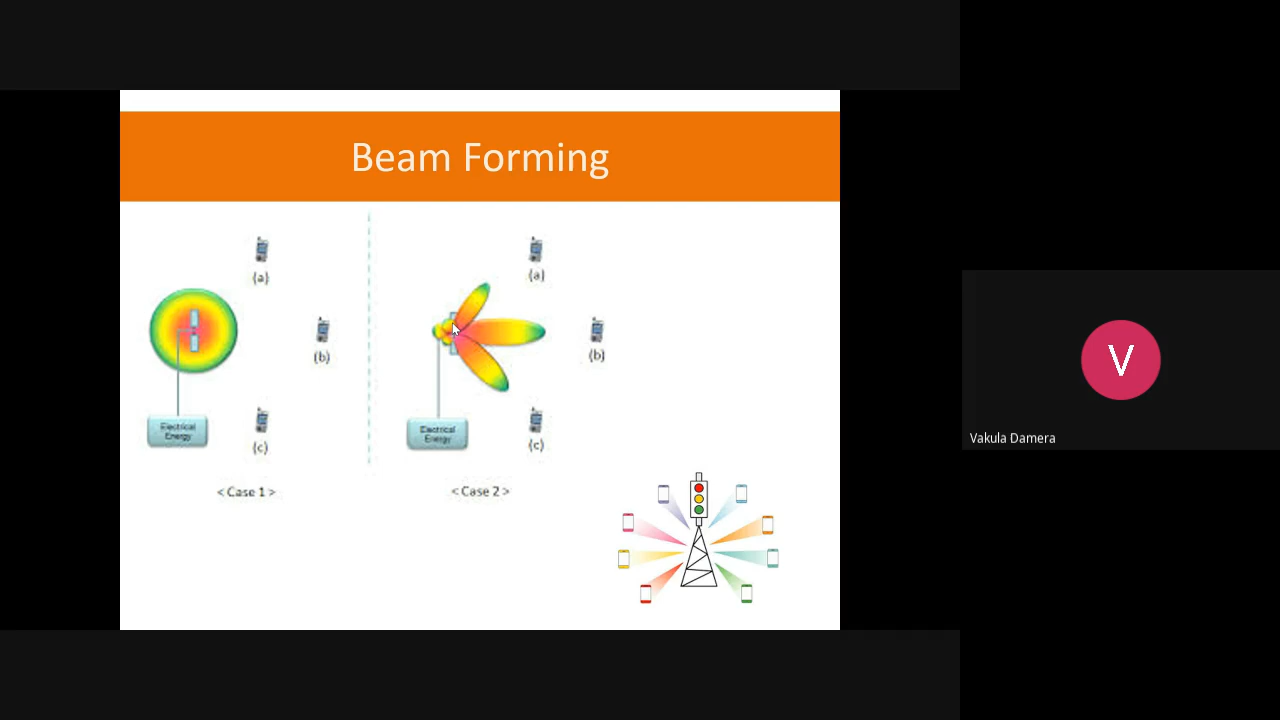 Beam Forming
(a)
(b)
(c)
Electrical
Energy
< Case 1 >
(a)
(b)
(c)
Electrical
Energy
< Case 2 >
V
Vakula Damera